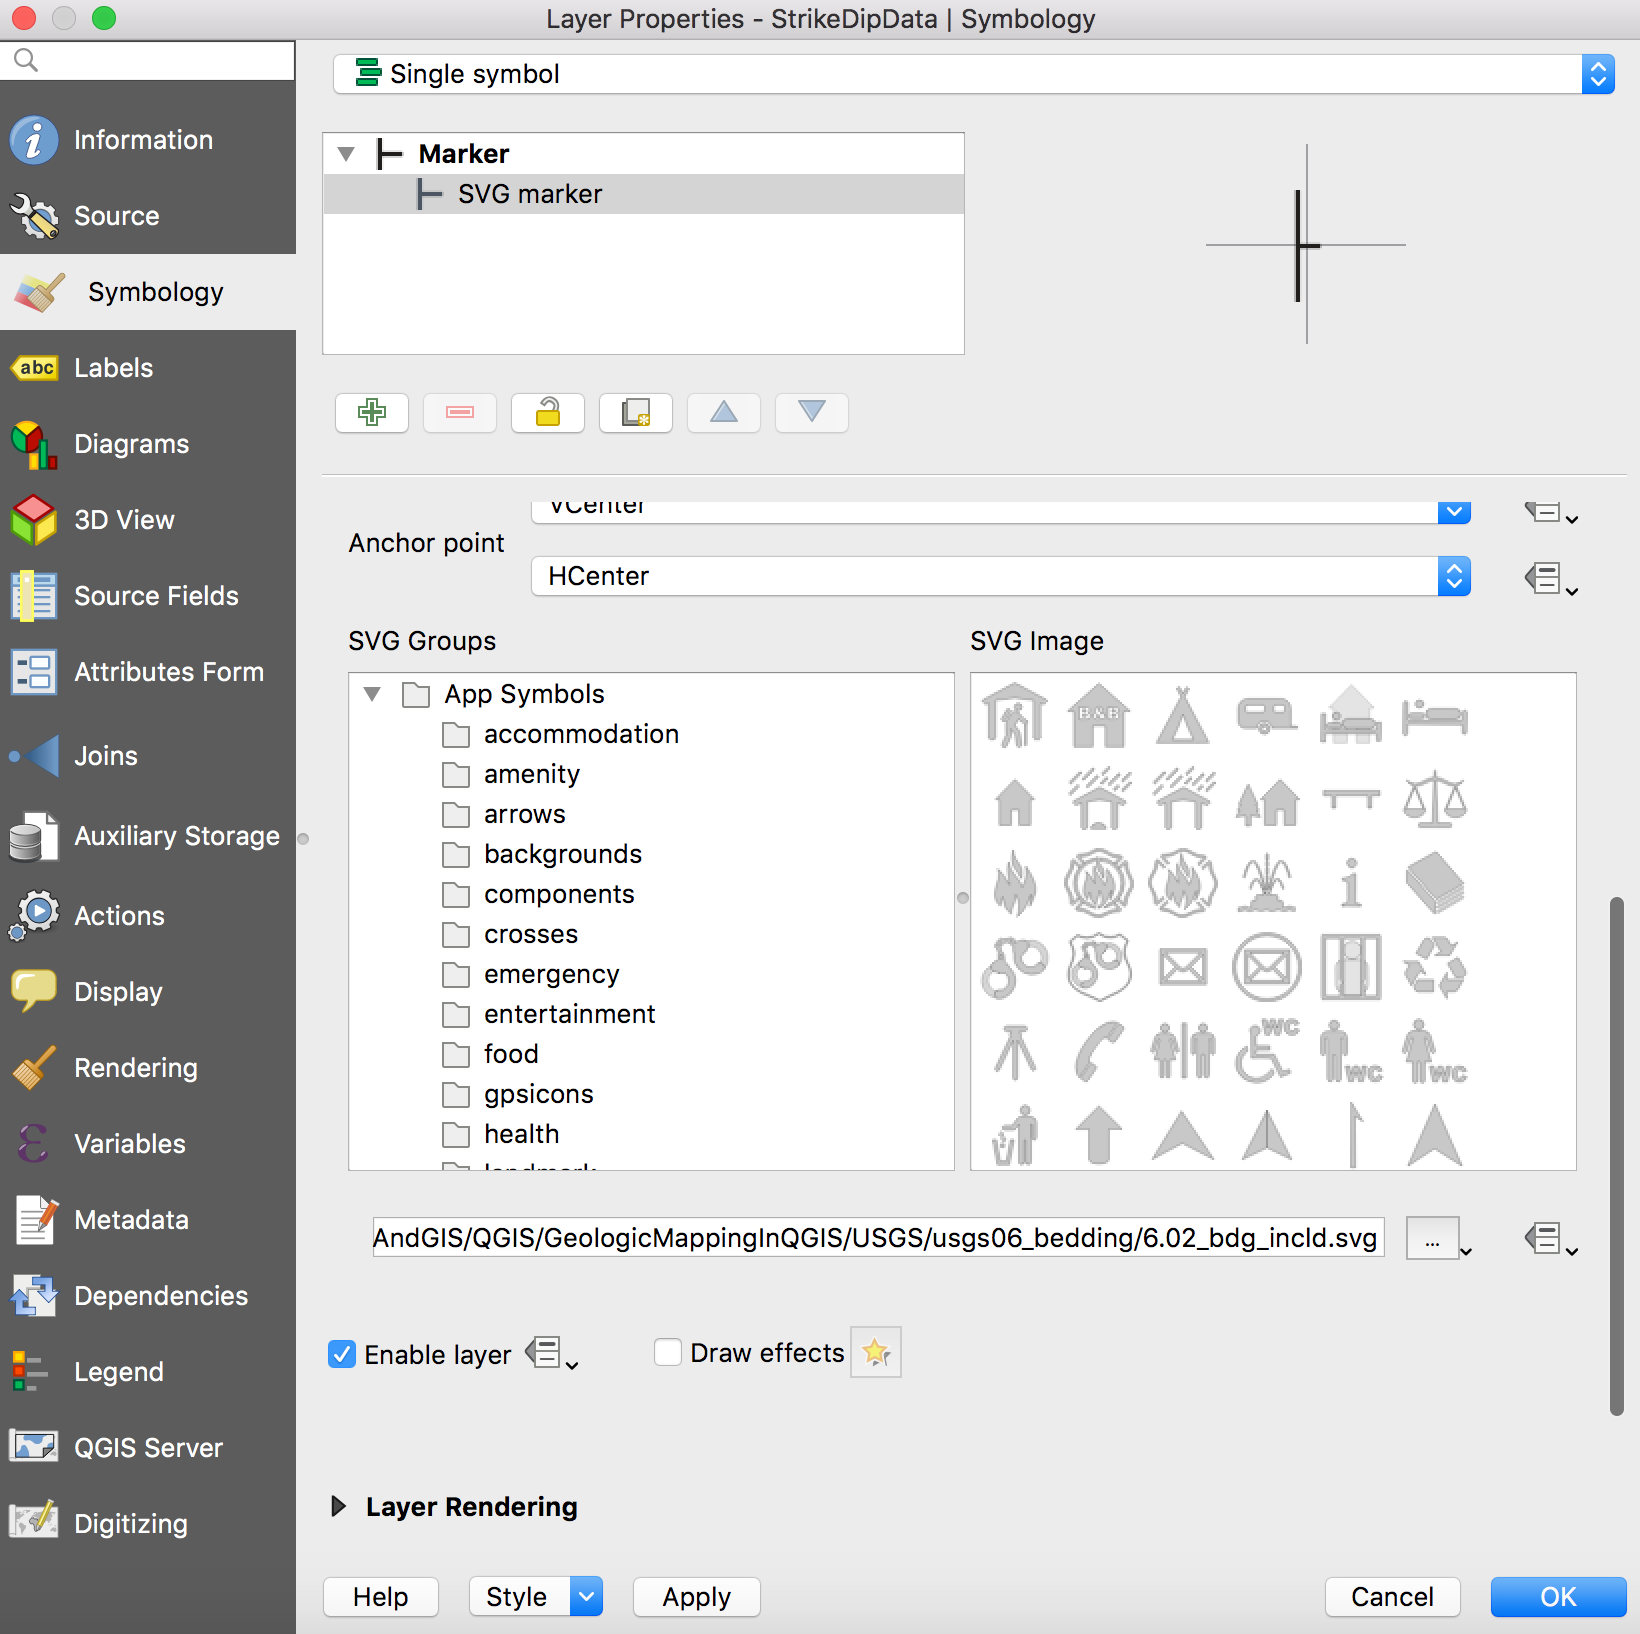 Layer Properties - StrikeDipData | Symbology
Single symbol
Information
Source
Symbology
Labels
abc
Diagrams
3D View
Source Fields
Attributes Form
Joins
Auxiliary Storage
Actions
Display
Rendering
Variables
Metadata
Dependencies
Legend
QGIS Server
Digitizing
Marker
SVG marker
VCenter
Anchor point
HCenter
SVG Groups
SVG Image
App Symbols
accommodation
amenity
arrows
backgrounds
components
crosses
emergency
entertainment
food
gpsicons
health
landmark
B&B
WC
WC
WC
AndGIS/QGIS/GeologicMappingInQGIS/USGS/usgs06_bedding/6.02_bdg_incld.svg
...
Enable layer
Draw effects
Layer Rendering
Help
Style
Apply
Cancel
OK